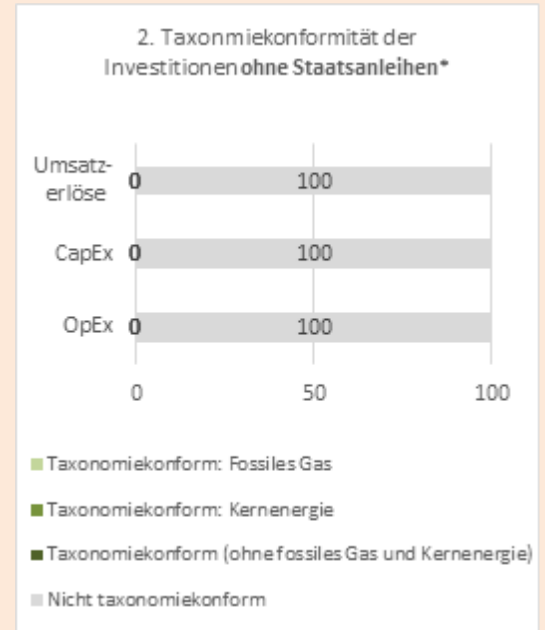 2. Taxonmiekonformität der
Investitionen ohne Staatsanleihen*
Umsatz-
erlöse
0
100
CapEx
0
100
OpEx
0
100
0
50
100
Taxonomiekonform: Fossiles Gas
Taxonomiekonform: Kernenergie
Taxonomiekonform (ohne fossiles Gas und Kernenergie)
Nicht taxonomiekonform